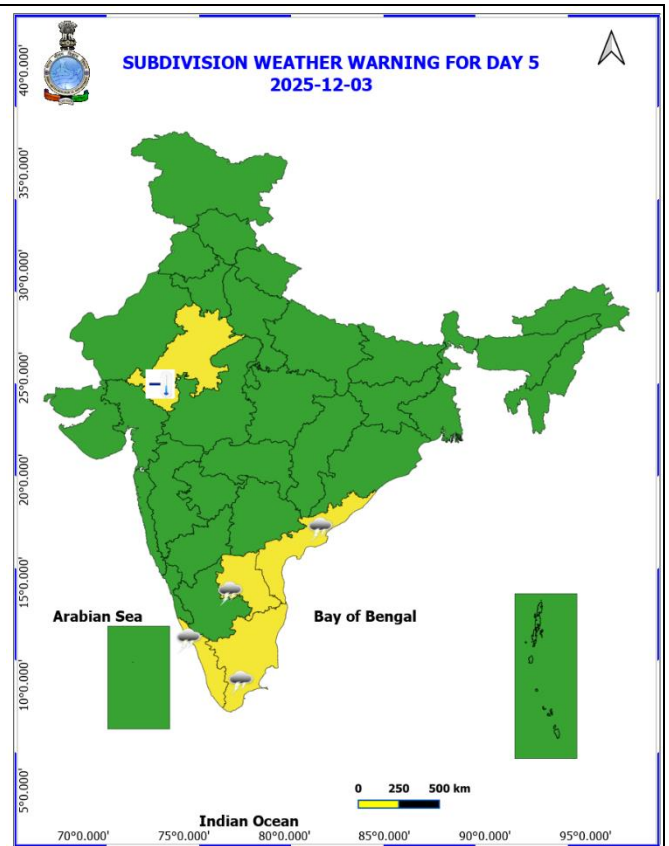 SUBDIVISION WEATHER WARNING FOR DAY 5
2025-12-03
40°0.000'
35°0.000'
30°0.000'
25°0.000'
20°0.000'
15°0.000'
10°0.000'
5°0.000'
Arabian Sea
Bay of Bengal
0 250 500 km
Indian Ocean
70°0.000' 75°0.000' 80°0.000' 85°0.000' 90°0.000' 95°0.000'